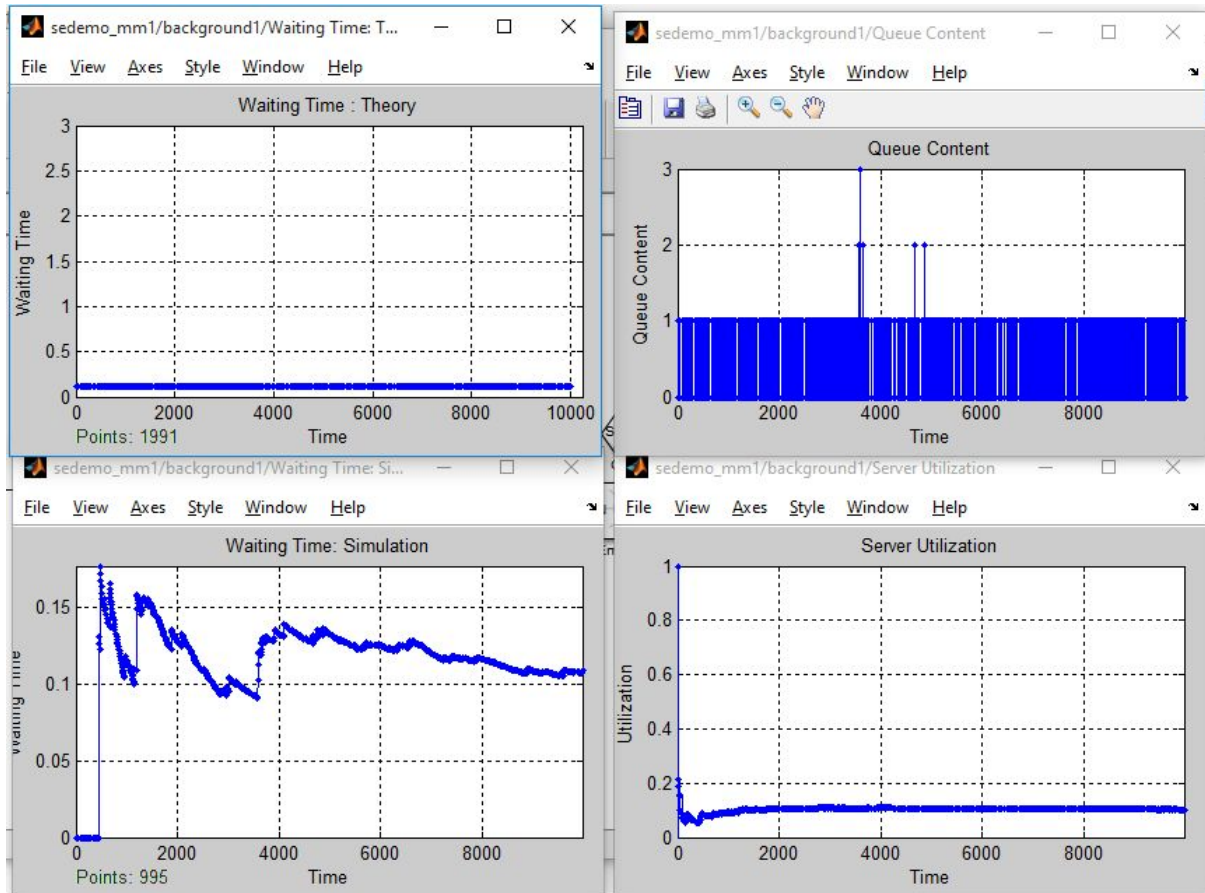 sedemo_mm1/background1/Waiting Time: T...
File View Axes Style Window Help
Waiting Time : Theory
3
2.5
2
1.5
1
0.5
0
Waiting Time
0 2000 4000 6000 8000 10000
Points: 1991
Time
sedemo_mm1/background1/Queue Content
File View Axes Style Window Help
Queue Content
3
2
1
0
Queue Content
0 2000 4000 6000 8000
Time
sedemo_mm1/background1/Waiting Time: Si...
File View Axes Style Window Help
Waiting Time: Simulation
0.15
0.1
0.05
0
Waiting Time
0 2000 4000 6000 8000
Points: 995
Time
sedemo_mm1/background1/Server Utilization
File View Axes Style Window Help
Server Utilization
1
0.8
0.6
0.4
0.2
0
Utilization
0 2000 4000 6000 8000
Time